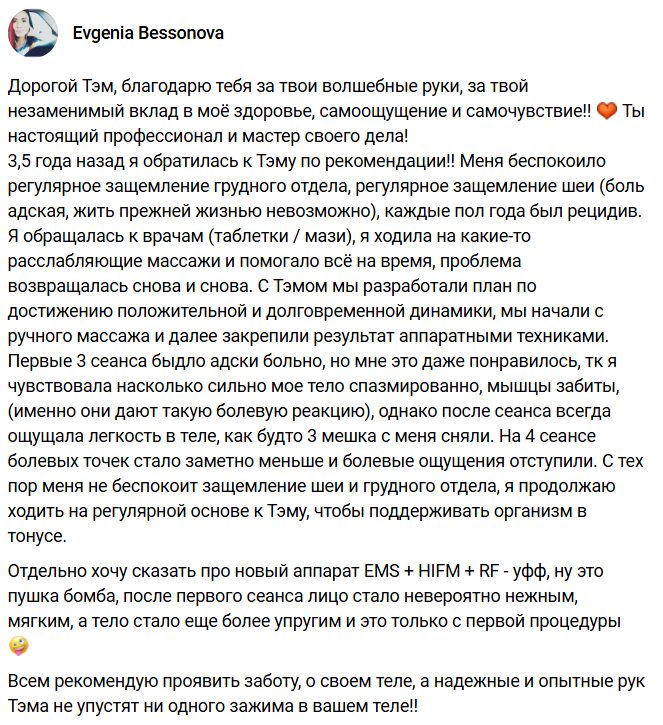 Evgenia Bessonova
Дорогой Тэм, благодарю тебя за твои волшебные руки, за твой
незаменимый вклад в моё здоровье, самоощущение и самочувствие!! ❤️ Ты
настоящий профессионал и мастер своего дела!
3,5 года назад я обратилась к Тэму по рекомендации!! Меня беспокоило
регулярное защемление грудного отдела, регулярное защемление шеи (боль
адская, жить прежней жизнью невозможно), каждые пол года был рецидив.
Я обращалась к врачам (таблетки / мази), я ходила на какие-то
расслабляющие массажи и помогало всё на время, проблема
возвращалась снова и снова. С Тэмом мы разработали план по
достижению положительной и долговременной динамики, мы начали с
ручного массажа и далее закрепили результат аппаратными техниками.
Первые 3 сеанса быдло адски больно, но мне это даже понравилось, тк я
чувствовала насколько сильно мое тело спазмированно, мышцы забиты,
(именно они дают такую болевую реакцию), однако после сеанса всегда
ощущала легкость в теле, как будто 3 мешка с меня сняли. На 4 сеансе
болевых точек стало заметно меньше и болевые ощущения отступили. С тех
пор меня не беспокоит защемление шеи и грудного отдела, я продолжаю
ходить на регулярной основе к Тэму, чтобы поддерживать организм в
тонусе.
Отдельно хочу сказать про новый аппарат EMS + HIFM + RF - уфф, ну это
пушка бомба, после первого сеанса лицо стало невероятно нежным,
мягким, а тело стало еще более упругим и это только с первой процедуры
🤪
Всем рекомендую проявить заботу, о своем теле, а надежные и опытные рук
Тэма не упустят ни одного зажима в вашем теле!!